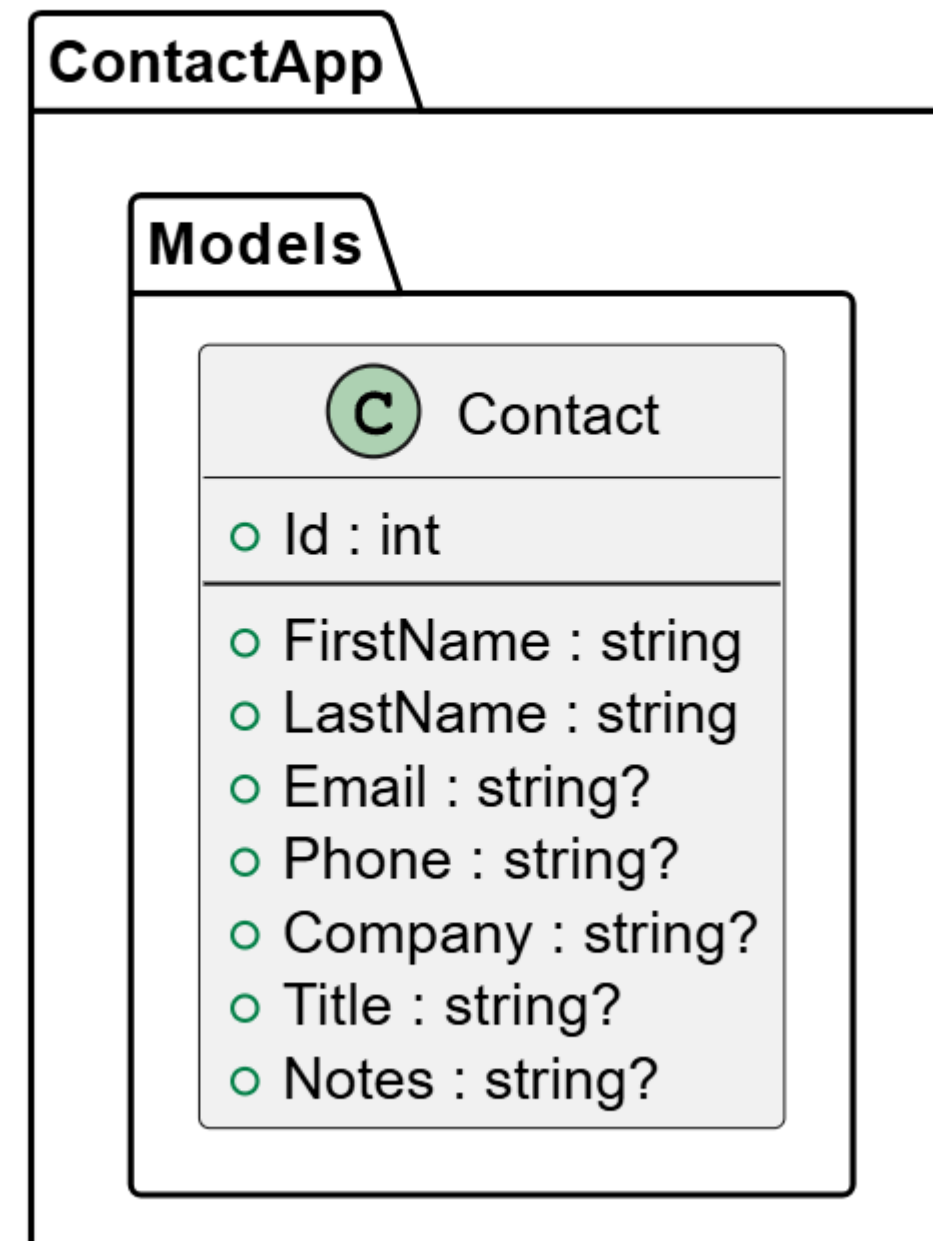 ContactApp
Models
C Contact
Id : int
FirstName : string
LastName : string
Email : string?
Phone : string?
Company : string?
Title : string?
Notes : string?